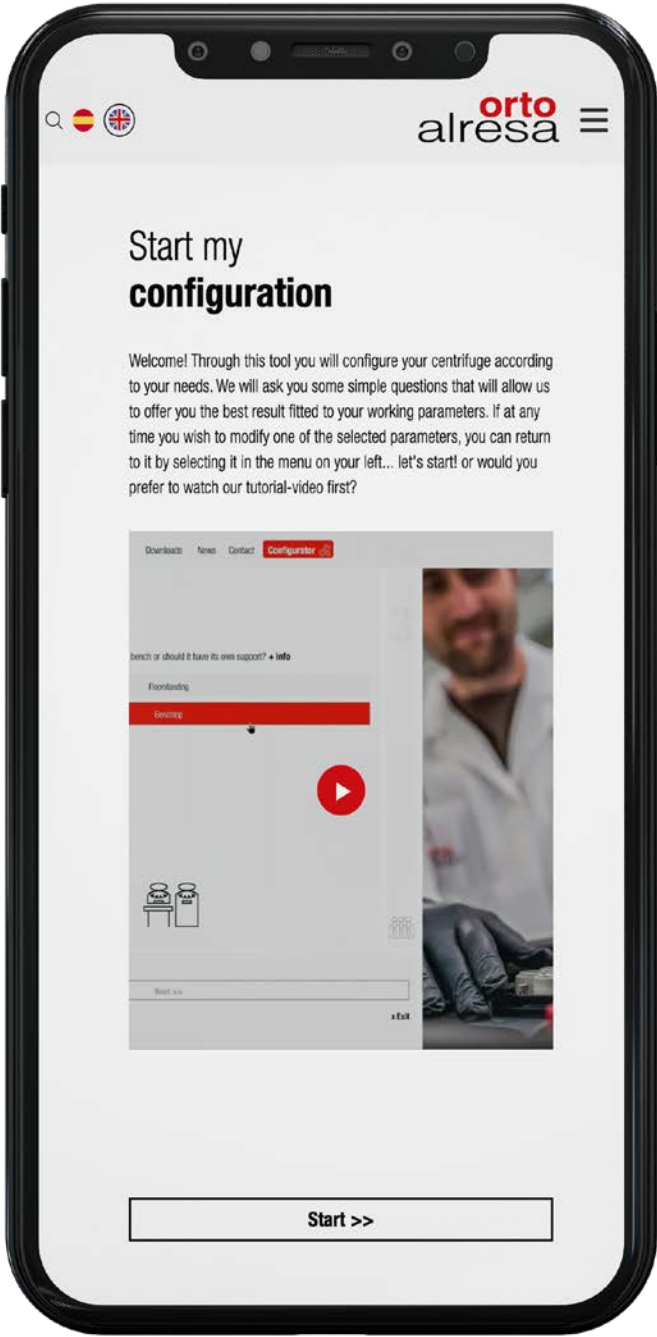 orto
alresa
Start my
configuration
Welcome! Through this tool you will configure your centrifuge according
to your needs. We will ask you some simple questions that will allow us
to offer you the best result fitted to your working parameters. If at any
time you wish to modify one of the selected parameters, you can return
to it by selecting it in the menu on your left... let's start! or would you
prefer to watch our tutorial-video first?
Downloads News Contact Configurator
bench or should it have its own support? + info
Floorstanding
Benchtop
Next >>
x Exit
Start >>